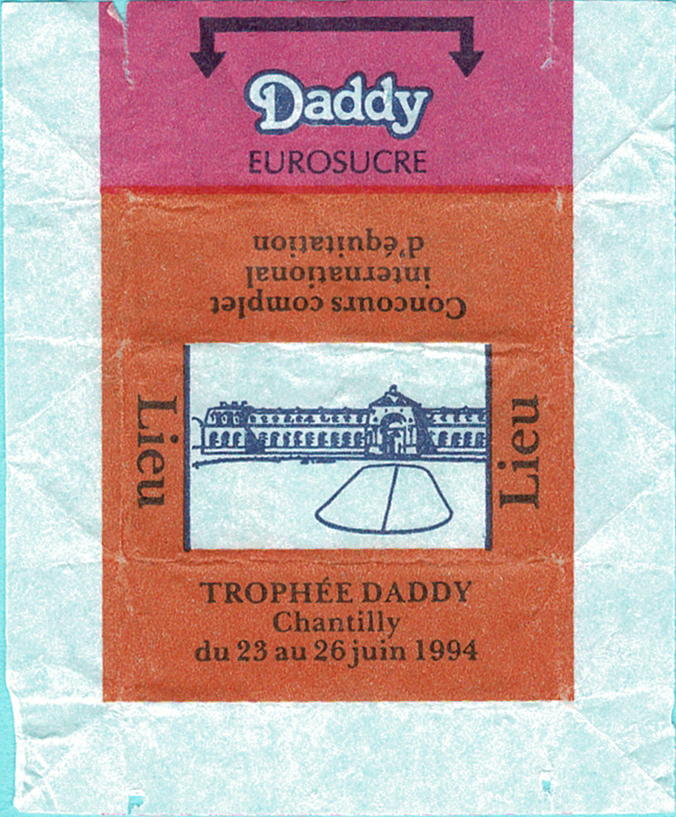 Daddy
EUROSUCRE
Concours complet
international
d'équitation
Lieu
Lieu
TROPHÉE DADDY
Chantilly
du 23 au 26 juin 1994